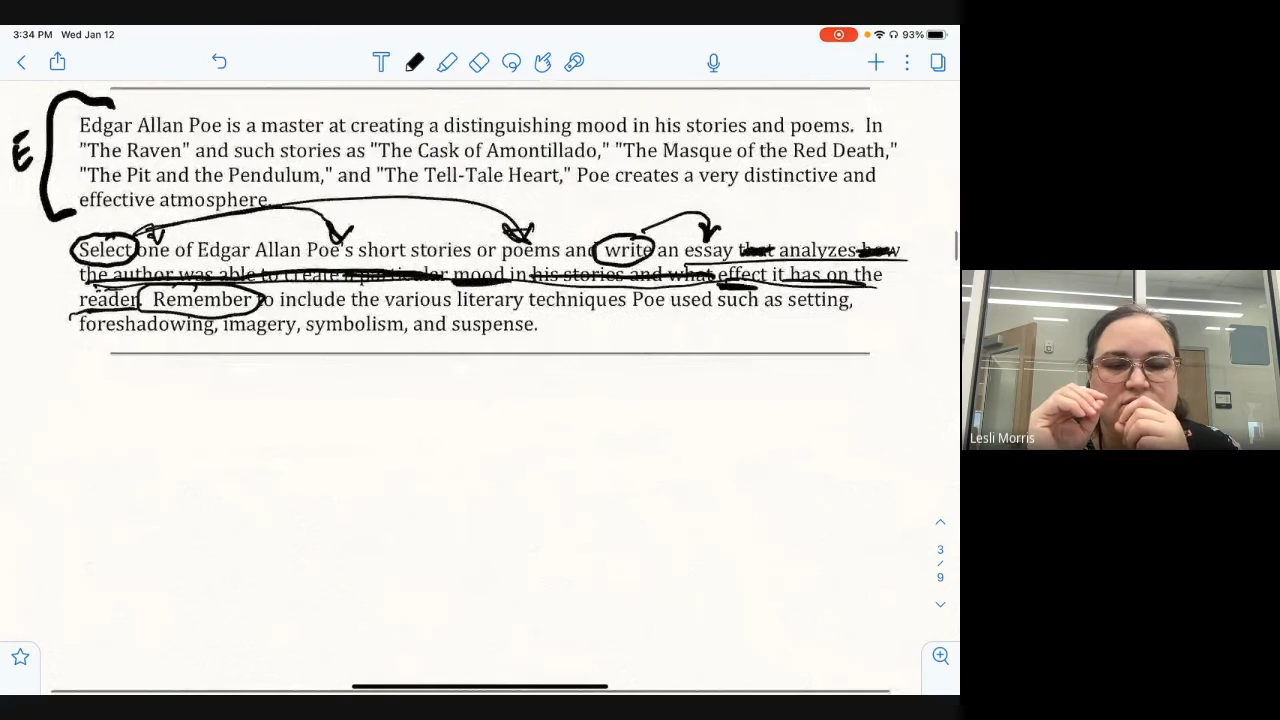 3:34 PM Wed Jan 12
93%
E
Edgar Allan Poe is a master at creating a distinguishing mood in his stories and poems. In
"The Raven" and such stories as "The Cask of Amontillado," "The Masque of the Red Death,"
"The Pit and the Pendulum," and "The Tell-Tale Heart," Poe creates a very distinctive and
effective atmosphere.
Select one of Edgar Allan Poe's short stories or poems and write an essay that analyzes how
the author was able to create a particular mood in his stories and what effect it has on the
reader. Remember to include the various literary techniques Poe used such as setting,
foreshadowing, imagery, symbolism, and suspense.
Lesli Morris
3
/
9